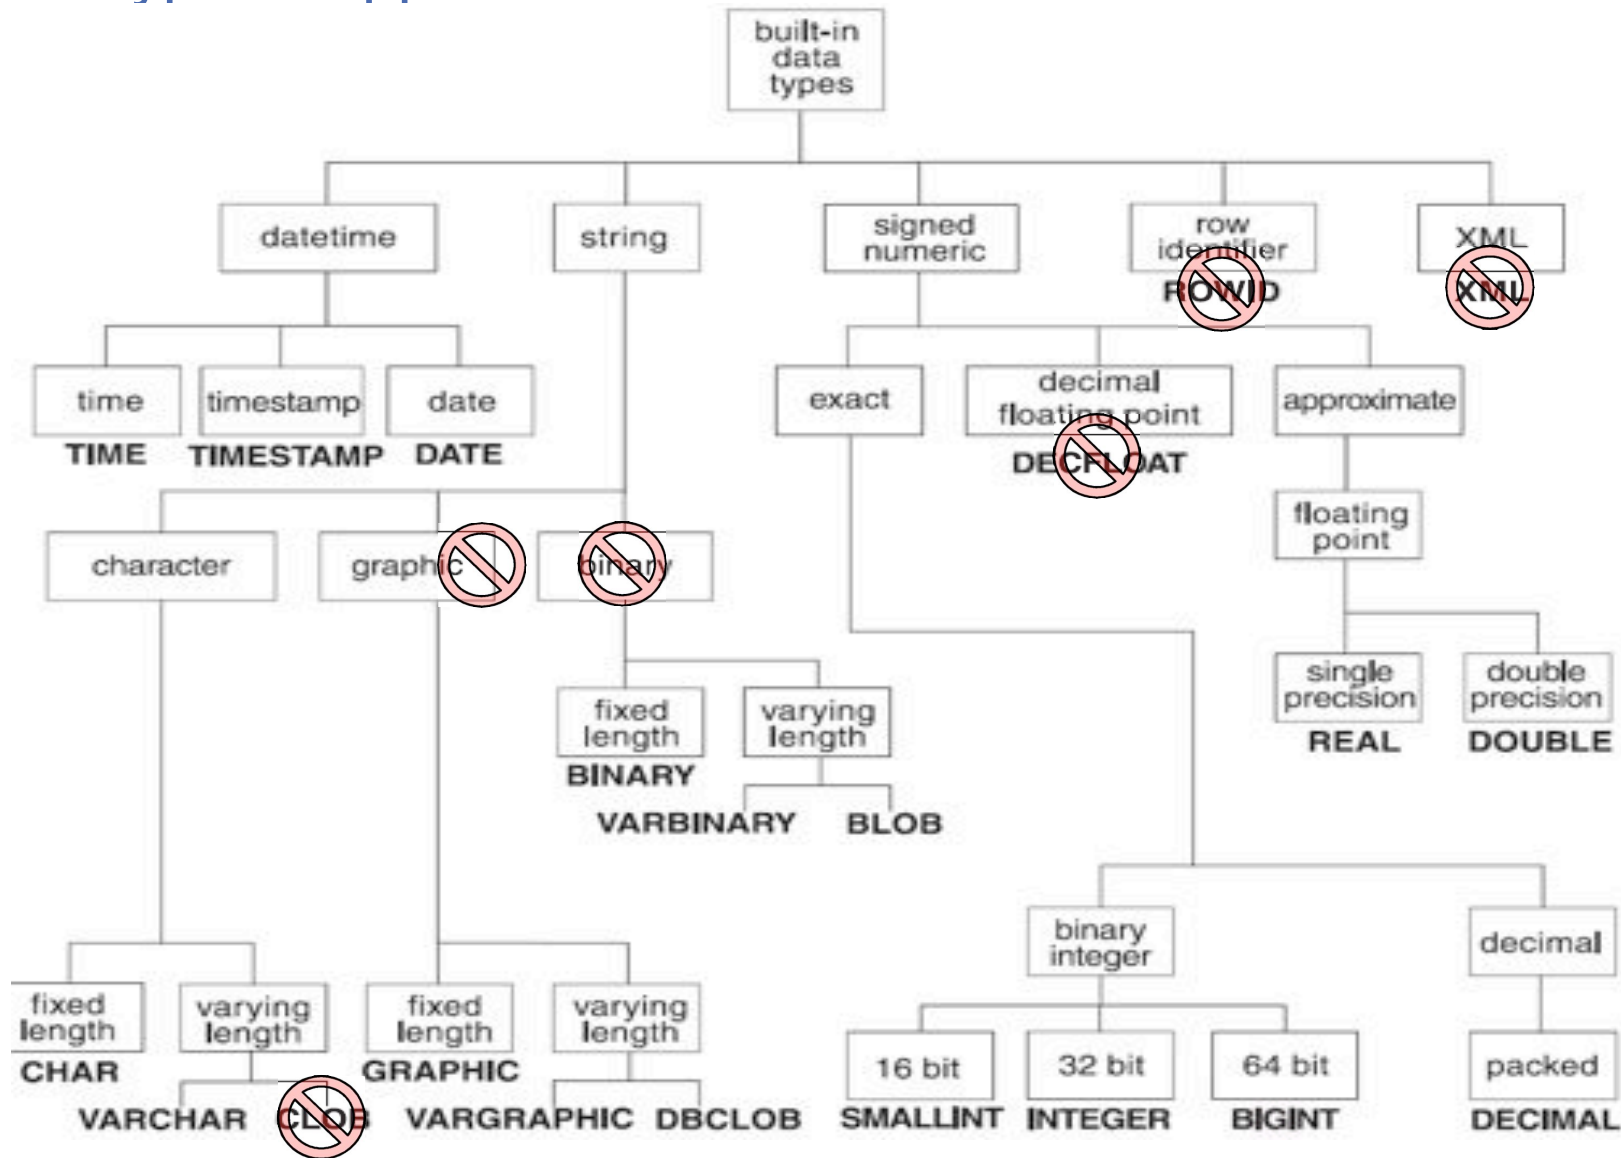 built-in
data
types
datetime
string
signed
numeric
row
identifier
XML
ROWID
XML
time
timestamp
date
exact
decimal
floating point
approximate
TIME
TIMESTAMP
DATE
DECFLOAT
floating
point
character
graphic
binary
single
precision
double
precision
REAL
DOUBLE
fixed
length
varying
length
BINARY
VARBINARY
BLOB
binary
integer
decimal
fixed
length
varying
length
fixed
length
varying
length
16 bit
32 bit
64 bit
packed
CHAR
GRAPHIC
VARCHAR
CLOB
VARGRAPHIC
DBCLOB
SMALLINT
INTEGER
BIGINT
DECIMAL